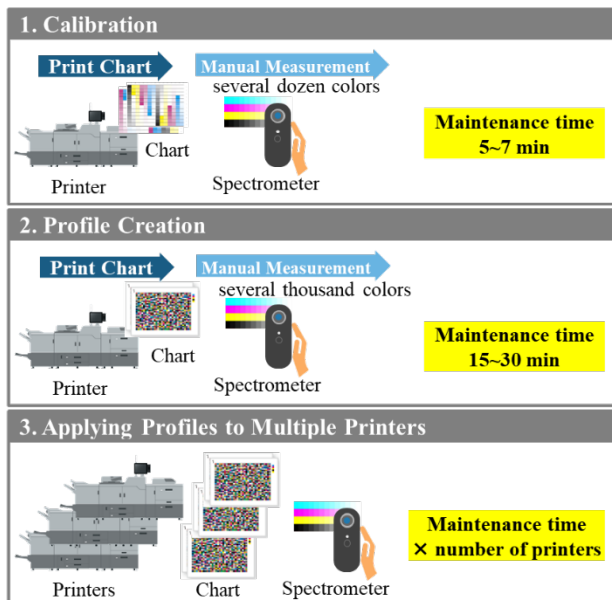 1. Calibration
Print Chart
Manual Measurement
several dozen colors
Chart
Printer
Spectrometer
Maintenance time
5~7 min
2. Profile Creation
Print Chart
Manual Measurement
several thousand colors
Chart
Printer
Spectrometer
Maintenance time
15~30 min
3. Applying Profiles to Multiple Printers
Printers
Chart
Spectrometer
Maintenance time
× number of printers